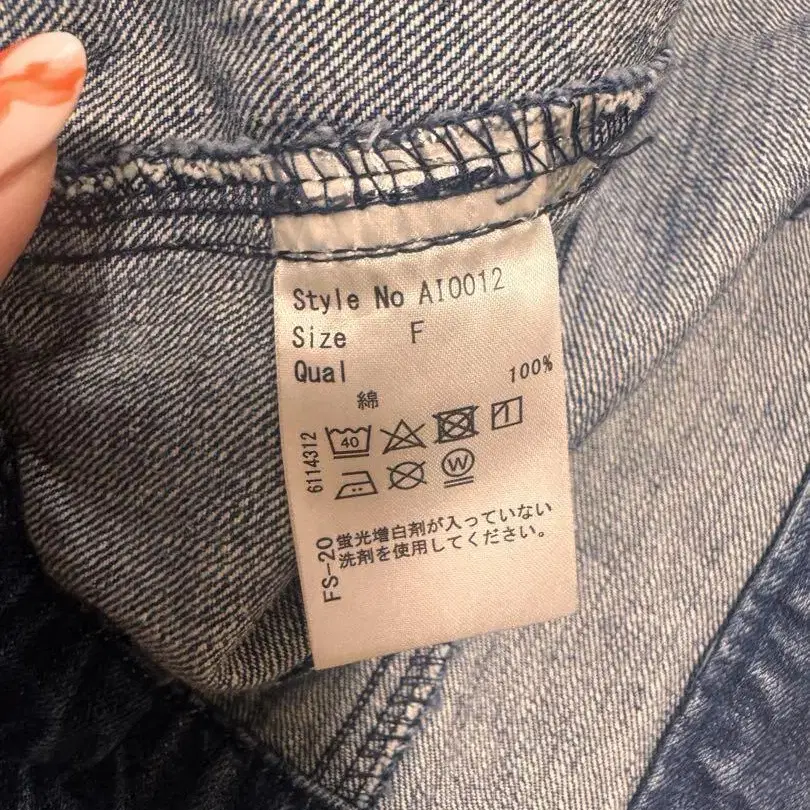 Style No AI0012
Size F
Qual
綿 100%
40
W
6114312
蛍光増白剤が入っていない
洗剤を使用してください。
FS-20